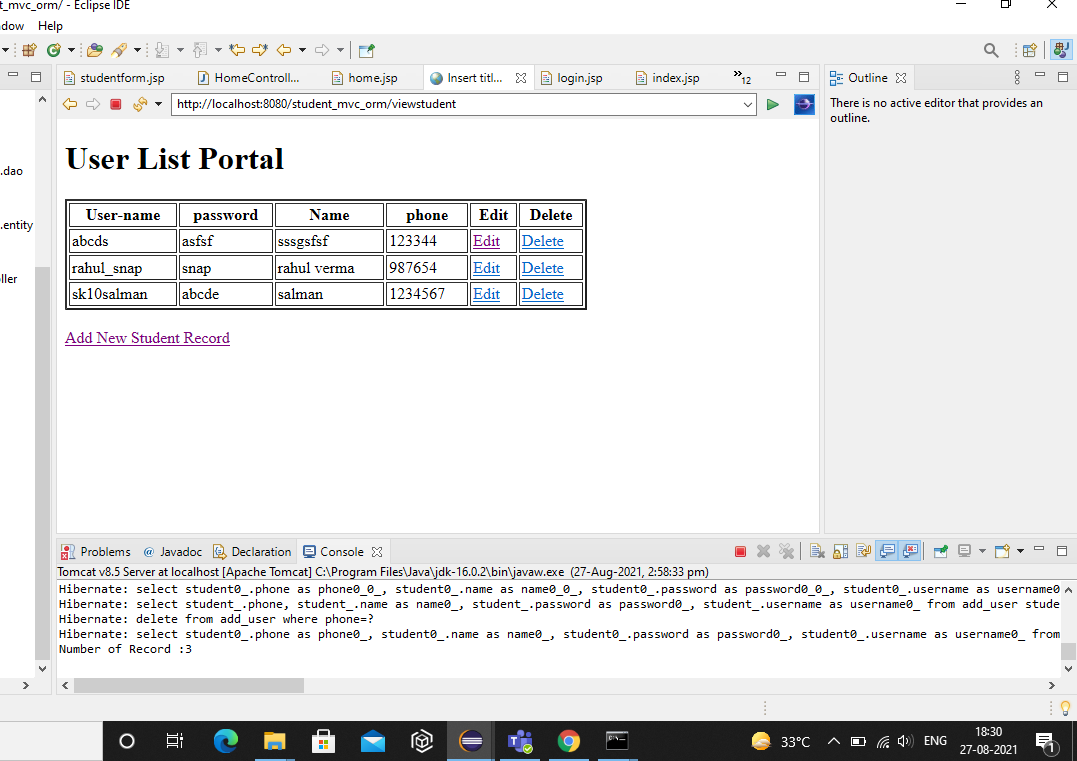 t_mvc_orm/ - Eclipse IDE
dow Help
studentform.jsp HomeControll... home.jsp Insert titl... login.jsp index.jsp »12 Outline
http://localhost:8080/student_mvc_orm/viewstudent
There is no active editor that provides an
outline.
.dao
.entity
ller
User List Portal
User-name password Name phone Edit Delete
abcds asfsf sssgsfsf 123344 Edit Delete
rahul_snap snap rahul verma 987654 Edit Delete
sk10salman abcde salman 1234567 Edit Delete
Add New Student Record
Problems @ Javadoc Declaration Console
Tomcat v8.5 Server at localhost [Apache Tomcat] C:\Program Files\Java\jdk-16.0.2\bin\javaw.exe (27-Aug-2021, 2:58:33 pm)
Hibernate: select student0_.phone as phone0_0_, student0_.name as name0_0_, student0_.password as password0_0_, student0_.username as username0
Hibernate: select student_.phone, student_.name as name0_, student_.password as password0_, student_.username as username0_ from add_user stude
Hibernate: delete from add_user where phone=?
Hibernate: select student0_.phone as phone0_, student0_.name as name0_, student0_.password as password0_, student0_.username as username0_ from
Number of Record :3
33°C ENG 18:30
27-08-2021
1